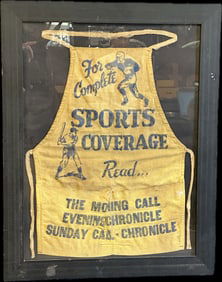 For
Complete
SPORTS
COVERAGE
Read...
THE MORNING CALL
EVENING CHRONICLE
SUNDAY CALL-CHRONICLE